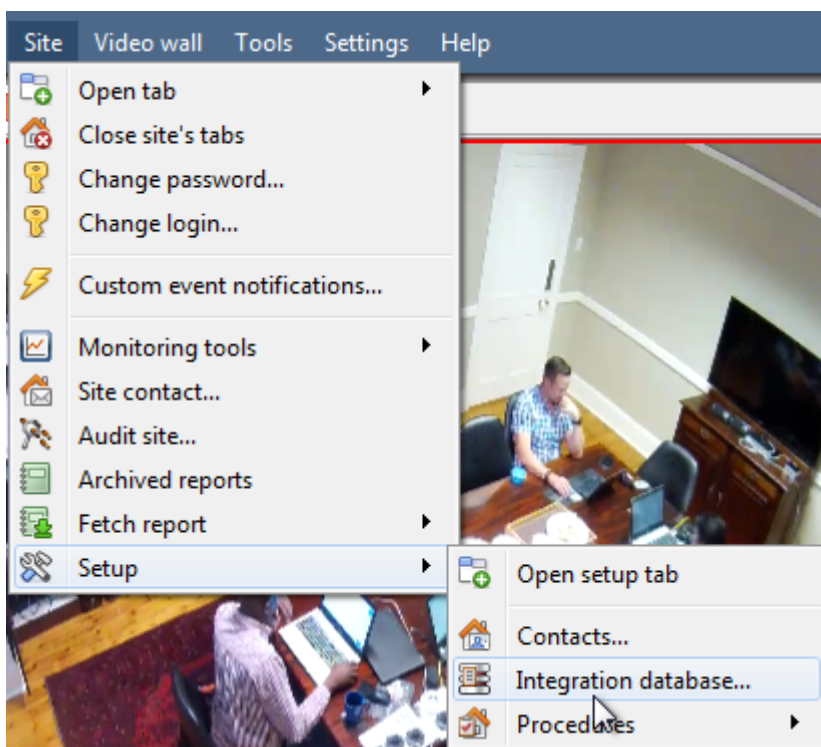 Site Video wall Tools Settings Help
Open tab
Close site's tabs
Change password...
Change login...
Custom event notifications...
Monitoring tools
Site contact...
Audit site...
Archived reports
Fetch report
Setup
Open setup tab
Contacts...
Integration database...
Procedures